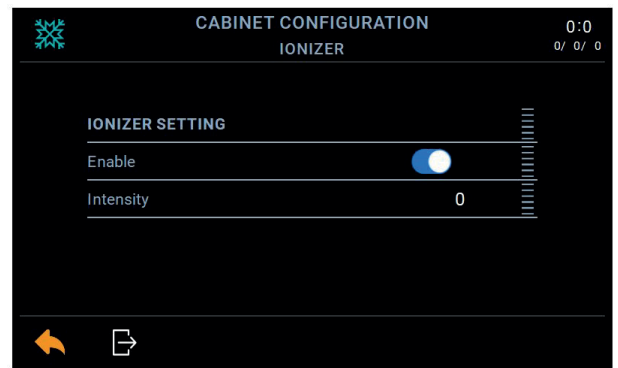 CABINET CONFIGURATION
0:0
IONIZER
0/ 0/ 0
IONIZER SETTING
Enable
Intensity 0